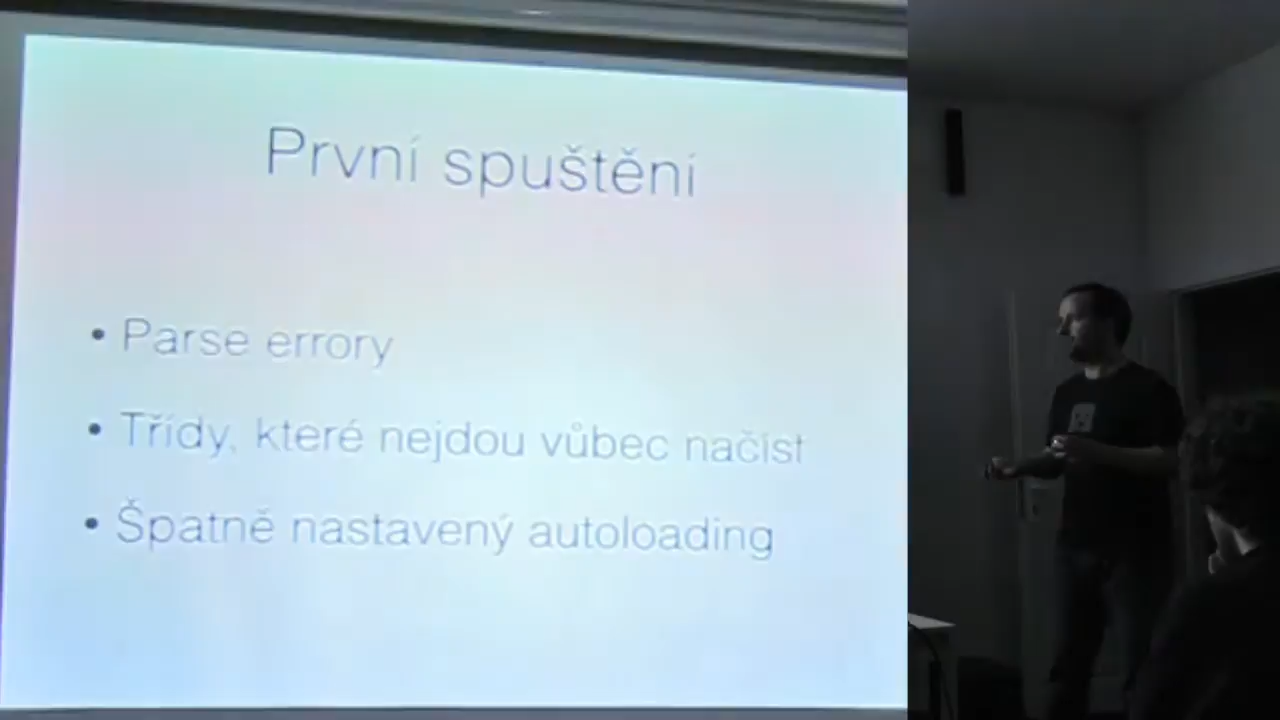 První spuštění
• Parse errory
• Třídy, které nejdou vůbec načíst
• Špatně nastavený autoloading